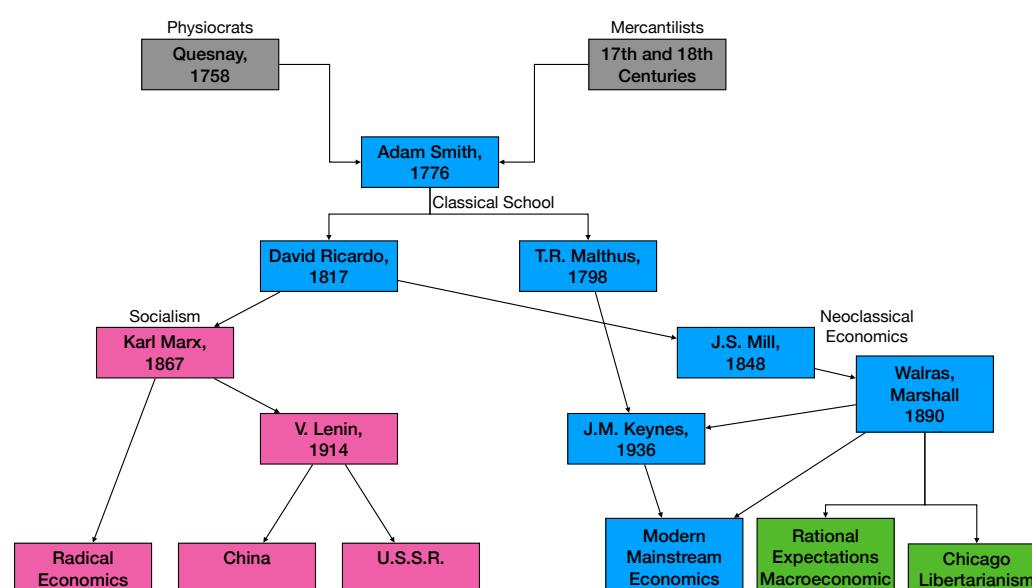 Physiocrats
Mercantilists
Quesnay,
1758
17th and 18th
Centuries
Adam Smith,
1776
Classical School
David Ricardo,
1817
T.R. Malthus,
1798
Socialism
Neoclassical
Economics
Karl Marx,
1867
J.S. Mill,
1848
Walras,
Marshall
1890
V. Lenin,
1914
J.M. Keynes,
1936
Radical
Economics
China
U.S.S.R.
Modern
Mainstream
Economics
Rational
Expectations
Macroeconomic
Chicago
Libertarianism